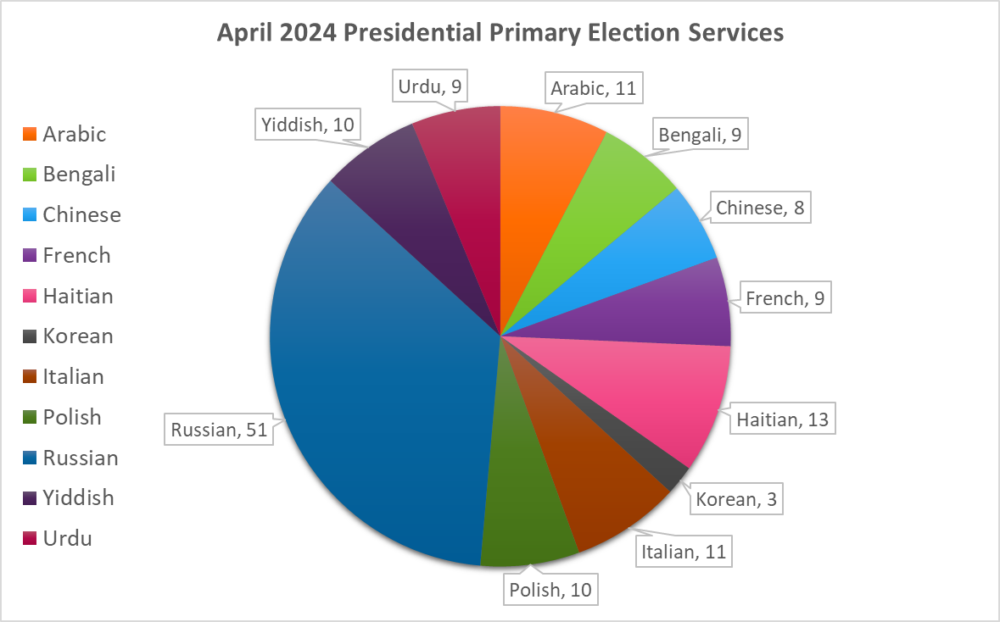 April 2024 Presidential Primary Election Services
Urdu, 9
Arabic, 11
Yiddish, 10
Bengali, 9
Chinese, 8
French, 9
Haitian, 13
Russian, 51
Korean, 3
Italian, 11
Polish, 10
Arabic
Bengali
Chinese
French
Haitian
Korean
Italian
Polish
Russian
Yiddish
Urdu